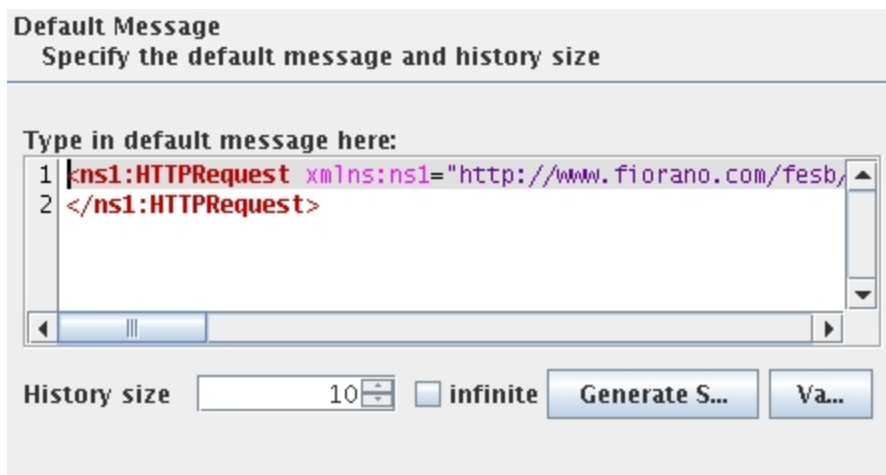 Default Message
Specify the default message and history size
Type in default message here:
1 <ns1:HTTPRequest xmlns:ns1="http://www.fiorano.com/fesb/
2 </ns1:HTTPRequest>
History size 10 infinite Generate S... Va...